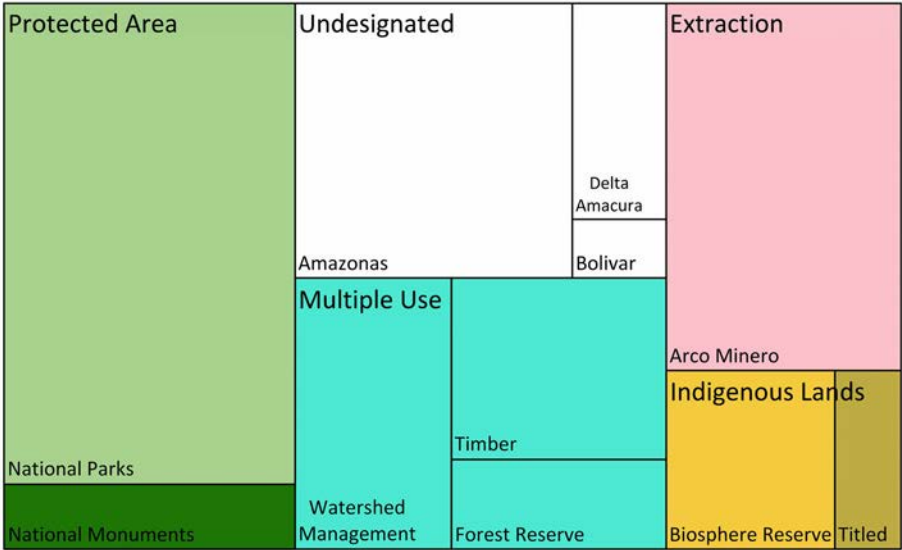 Protected Area
National Parks
National Monuments
Undesignated
Amazonas
Delta
Amacura
Bolivar
Multiple Use
Watershed
Management
Timber
Forest Reserve
Extraction
Arco Minero
Indigenous Lands
Biosphere Reserve
Titled